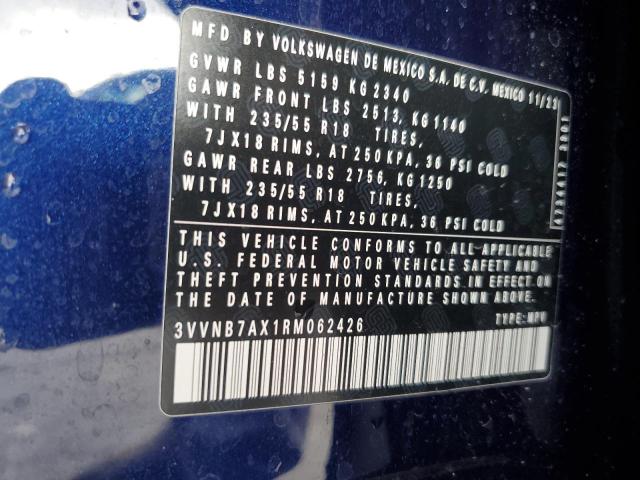 MFD BY VOLKSWAGEN DE MEXICO S.A. DE C.V. MEXICO 11/23
GVWR LBS 5159 KG 2340
GAWR FRONT LBS 2513, KG 1140
WITH 235/55 R18 TIRES,
7JX18 RIMS, AT 250 KPA, 36 PSI COLD
GAWR REAR LBS 2756, KG 1250
WITH 235/55 R18 TIRES,
7JX18 RIMS, AT 250 KPA, 36 PSI COLD
THIS VEHICLE CONFORMS TO ALL APPLICABLE
U.S. FEDERAL MOTOR VEHICLE SAFETY AND
THEFT PREVENTION STANDARDS IN EFFECT ON
THE DATE OF MANUFACTURE SHOWN ABOVE.
3VVNB7AX1RM062426 TYPE:MPV